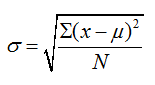 σ = √(Σ(x − μ)² / N)